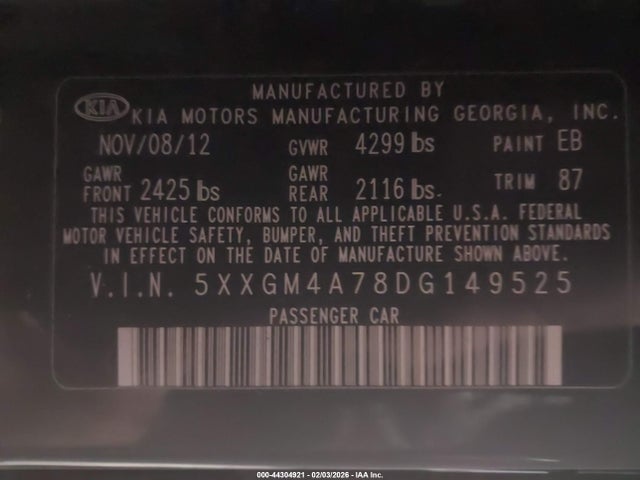 MANUFACTURED BY
KIA KIA MOTORS MANUFACTURING GEORGIA, INC.
NOV/08/12 GVWR 4299 lbs PAINT EB
GAWR FRONT 2425 lbs GAWR REAR 2116 lbs. TRIM 87
THIS VEHICLE CONFORMS TO ALL APPLICABLE U.S.A. FEDERAL
MOTOR VEHICLE SAFETY, BUMPER, AND THEFT PREVENTION STANDARDS
IN EFFECT ON THE DATE OF MANUFACTURE SHOWN ABOVE.
V.I.N. 5XXGM4A78DG149525
PASSENGER CAR
000-44304921 - 02/03/2026 - IAA Inc.